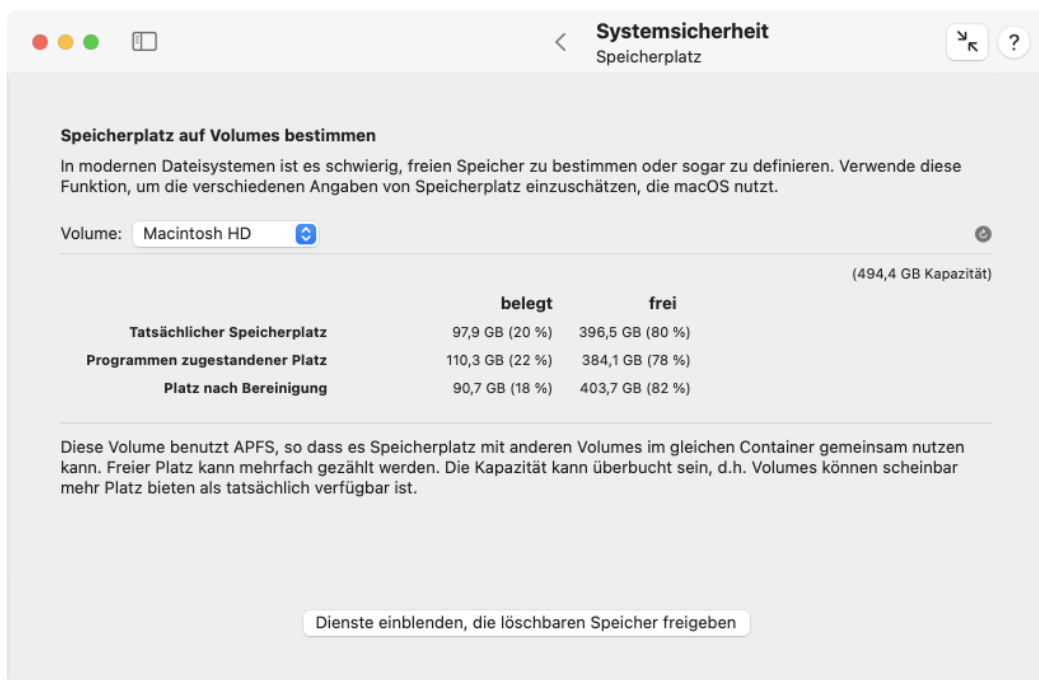 Systemsicherheit
Speicherplatz
?
Speicherplatz auf Volumes bestimmen
In modernen Dateisystemen ist es schwierig, freien Speicher zu bestimmen oder sogar zu definieren. Verwende diese
Funktion, um die verschiedenen Angaben von Speicherplatz einzuschätzen, die macOS nutzt.
Volume: Macintosh HD
(494,4 GB Kapazität)
belegt frei
Tatsächlicher Speicherplatz 97,9 GB (20 %) 396,5 GB (80 %)
Programmen zugestandener Platz 110,3 GB (22 %) 384,1 GB (78 %)
Platz nach Bereinigung 90,7 GB (18 %) 403,7 GB (82 %)
Diese Volume benutzt APFS, so dass es Speicherplatz mit anderen Volumes im gleichen Container gemeinsam nutzen
kann. Freier Platz kann mehrfach gezählt werden. Die Kapazität kann überbucht sein, d.h. Volumes können scheinbar
mehr Platz bieten als tatsächlich verfügbar ist.
Dienste einblenden, die löschbaren Speicher freigeben